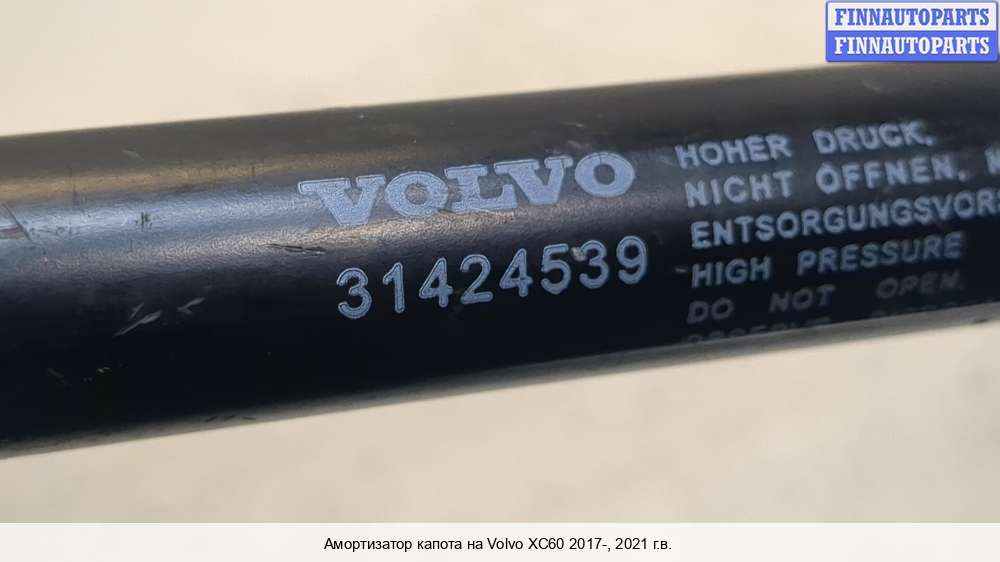 FINNAUTOPARTS
FINNAUTOPARTS
VOLVO
31424539
HOHER DRUCK.
NICHT ÖFFNEN.
ENTSORGUNGSVORS
HIGH PRESSURE
DO NOT OPEN.
Амортизатор капота на Volvo XC60 2017-, 2021 г.в.